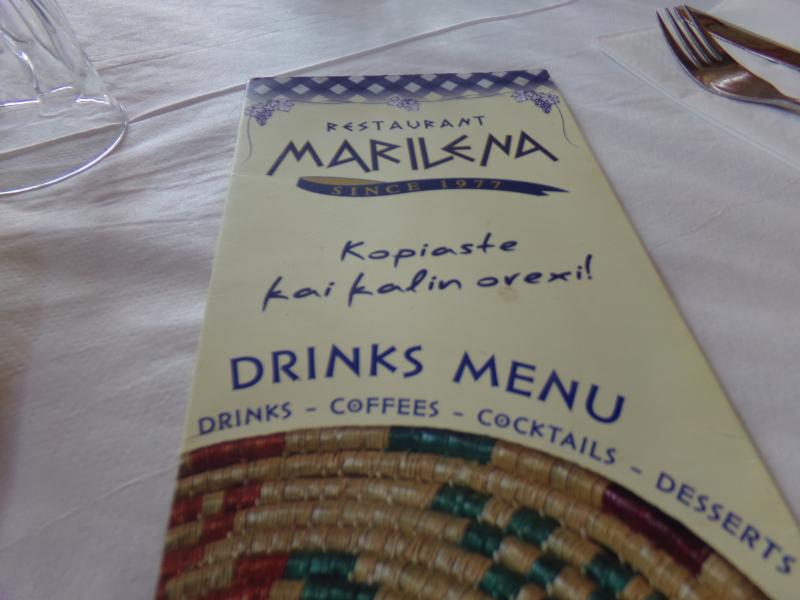 RESTAURANT
MARILENA
SINCE 1977
Kopiaste
kai kalin orexi!
DRINKS MENU
DRINKS - COFFEES - COCKTAILS - DESSERTS